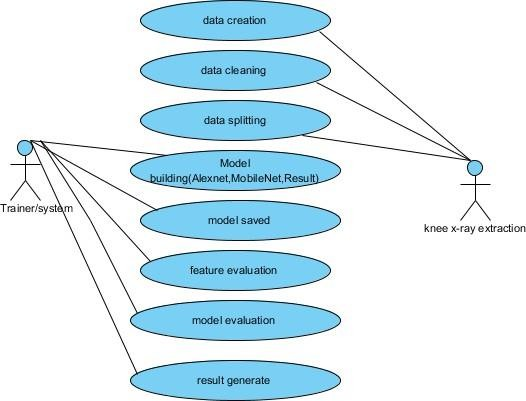 data creation
data cleaning
data splitting
Model
building(Alexnet,MobileNet,Result)
Trainer/system
model saved
knee x-ray extraction
feature evaluation
model evaluation
result generate